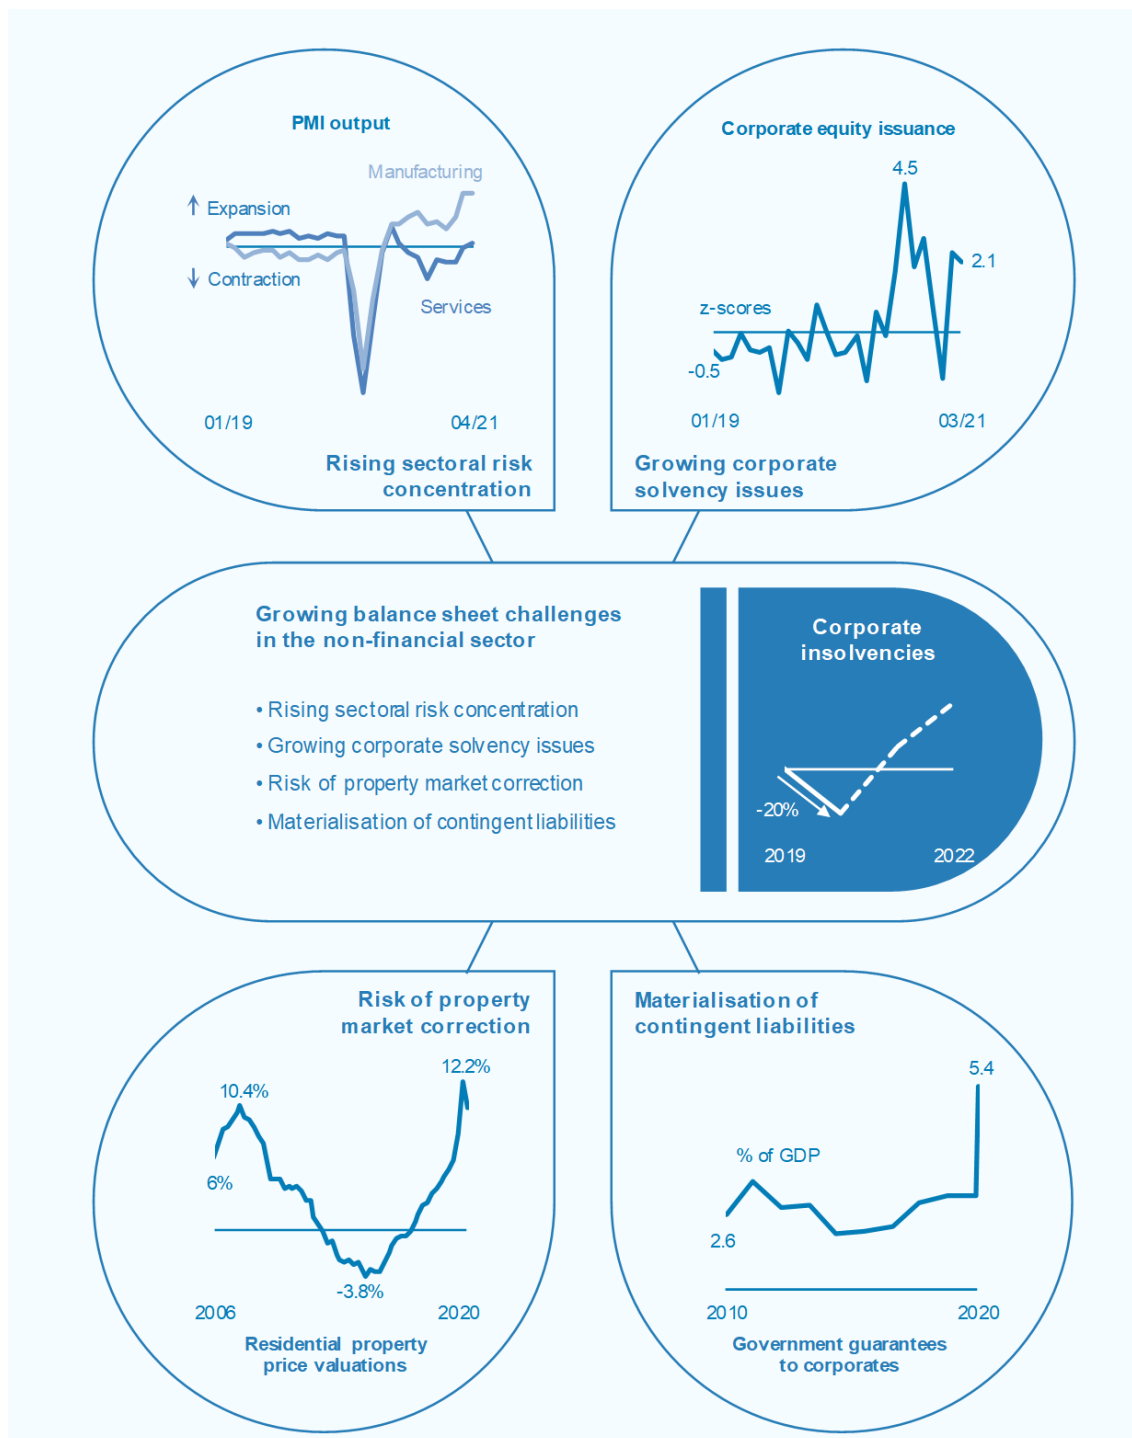 PMI output
Manufacturing
↑ Expansion
↓ Contraction
Services
01/19
04/21
Rising sectoral risk
concentration
Corporate equity issuance
4.5
2.1
z-scores
-0.5
01/19
03/21
Growing corporate
solvency issues
Growing balance sheet challenges
in the non-financial sector
• Rising sectoral risk concentration
• Growing corporate solvency issues
• Risk of property market correction
• Materialisation of contingent liabilities
Corporate
insolvencies
-20%
2019
2022
Risk of property
market correction
12.2%
10.4%
6%
-3.8%
2006
2020
Residential property
price valuations
Materialisation of
contingent liabilities
5.4
% of GDP
2.6
2010
2020
Government guarantees
to corporates